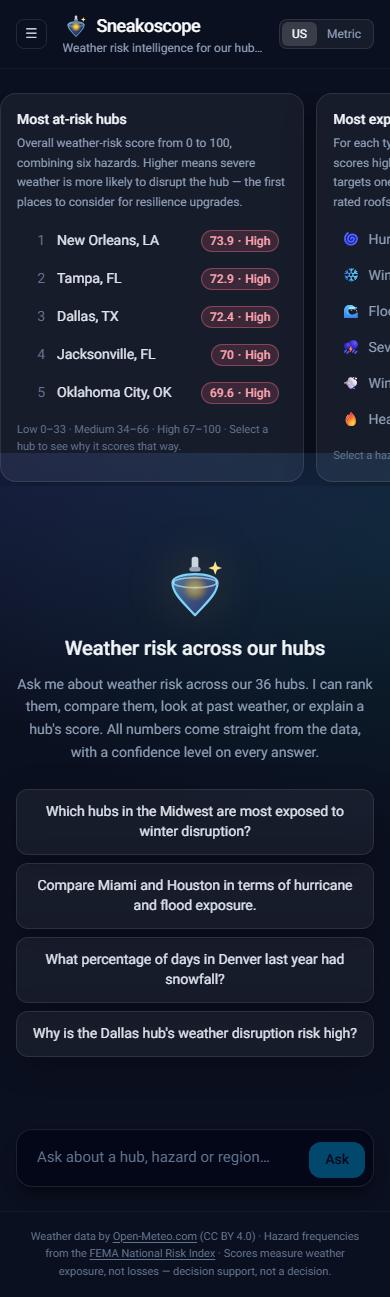 ☰
Sneakoscope
Weather risk intelligence for our hub…
US
Metric
Most at-risk hubs
Overall weather-risk score from 0 to 100,
combining six hazards. Higher means severe
weather is more likely to disrupt the hub — the first
places to consider for resilience upgrades.
1 New Orleans, LA 73.9 · High
2 Tampa, FL 72.9 · High
3 Dallas, TX 72.4 · High
4 Jacksonville, FL 70 · High
5 Oklahoma City, OK 69.6 · High
Low 0–33 · Medium 34–66 · High 67–100 · Select a
hub to see why it scores that way.
Most exp
For each ty
scores high
targets one
rated roofs
Hur
Win
Floo
Sev
Win
Hea
Select a haz
Weather risk across our hubs
Ask me about weather risk across our 36 hubs. I can rank
them, compare them, look at past weather, or explain a
hub's score. All numbers come straight from the data,
with a confidence level on every answer.
Which hubs in the Midwest are most exposed to
winter disruption?
Compare Miami and Houston in terms of hurricane
and flood exposure.
What percentage of days in Denver last year had
snowfall?
Why is the Dallas hub's weather disruption risk high?
Ask about a hub, hazard or region…
Ask
Weather data by Open-Meteo.com (CC BY 4.0) · Hazard frequencies
from the FEMA National Risk Index · Scores measure weather
exposure, not losses — decision support, not a decision.